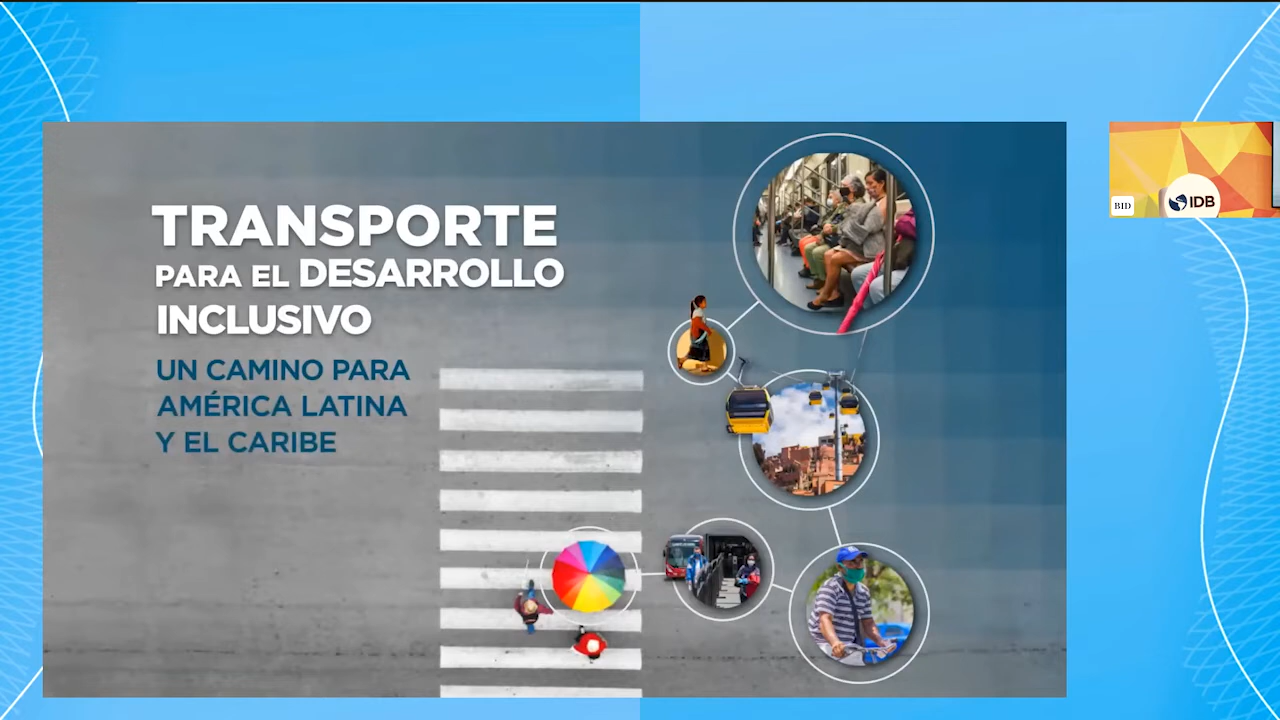 TRANSPORTE
PARA EL DESARROLLO
INCLUSIVO
UN CAMINO PARA
AMÉRICA LATINA
Y EL CARIBE
BID
IDB